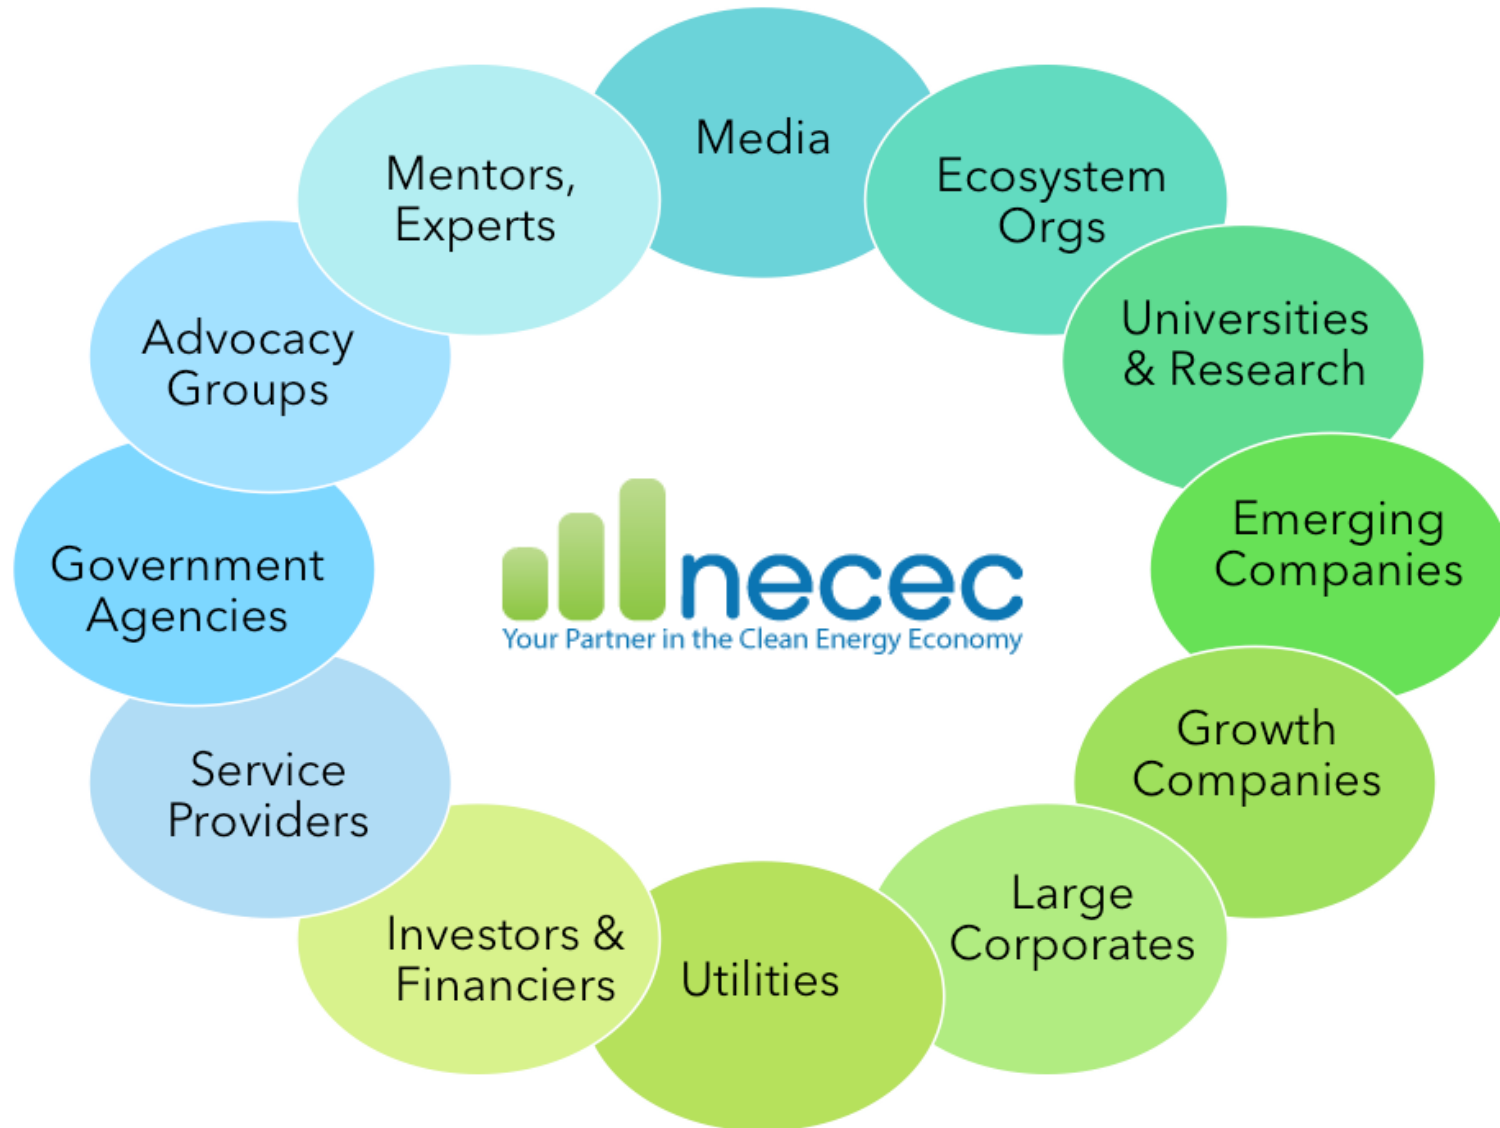 Media
Ecosystem
Orgs
Universities
& Research
Emerging
Companies
Growth
Companies
Large
Corporates
Utilities
Investors &
Financiers
Service
Providers
Government
Agencies
Advocacy
Groups
Mentors,
Experts
necec
Your Partner in the Clean Energy Economy